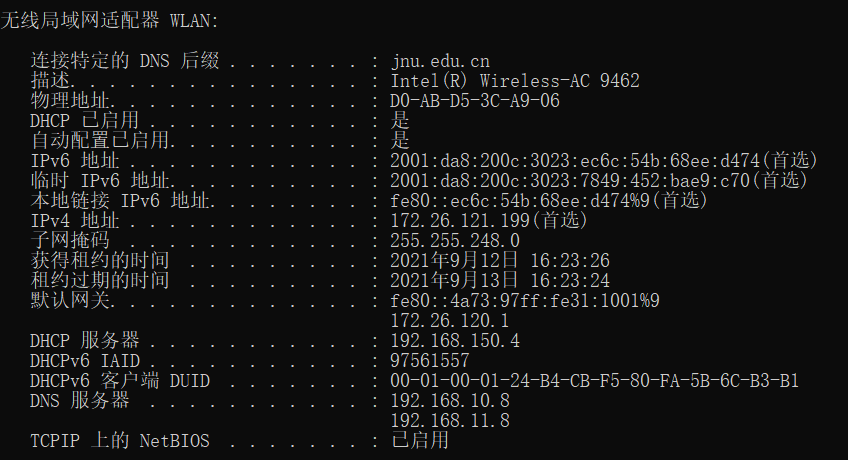 无线局域网适配器 WLAN:
连接特定的 DNS 后缀 . . . . . . . : jnu.edu.cn
描述. . . . . . . . . . . . . . . : Intel(R) Wireless-AC 9462
物理地址. . . . . . . . . . . . . : D0-AB-D5-3C-A9-06
DHCP 已启用 . . . . . . . . . . . : 是
自动配置已启用. . . . . . . . . . : 是
IPv6 地址 . . . . . . . . . . . . : 2001:da8:200c:3023:ec6c:54b:68ee:d474(首选)
临时 IPv6 地址. . . . . . . . . . : 2001:da8:200c:3023:7849:452:bae9:c70(首选)
本地链接 IPv6 地址. . . . . . . . : fe80::ec6c:54b:68ee:d474%9(首选)
IPv4 地址 . . . . . . . . . . . . : 172.26.121.199(首选)
子网掩码  . . . . . . . . . . . . : 255.255.248.0
获得租约的时间  . . . . . . . . . : 2021年9月12日 16:23:26
租约过期的时间  . . . . . . . . . : 2021年9月13日 16:23:24
默认网关. . . . . . . . . . . . . : fe80::4a73:97ff:fe31:1001%9
172.26.120.1
DHCP 服务器 . . . . . . . . . . . : 192.168.150.4
DHCPv6 IAID . . . . . . . . . . . : 97561557
DHCPv6 客户端 DUID  . . . . . . . : 00-01-00-01-24-B4-CB-F5-80-FA-5B-6C-B3-B1
DNS 服务器  . . . . . . . . . . . : 192.168.10.8
192.168.11.8
TCPIP 上的 NetBIOS  . . . . . . . : 已启用